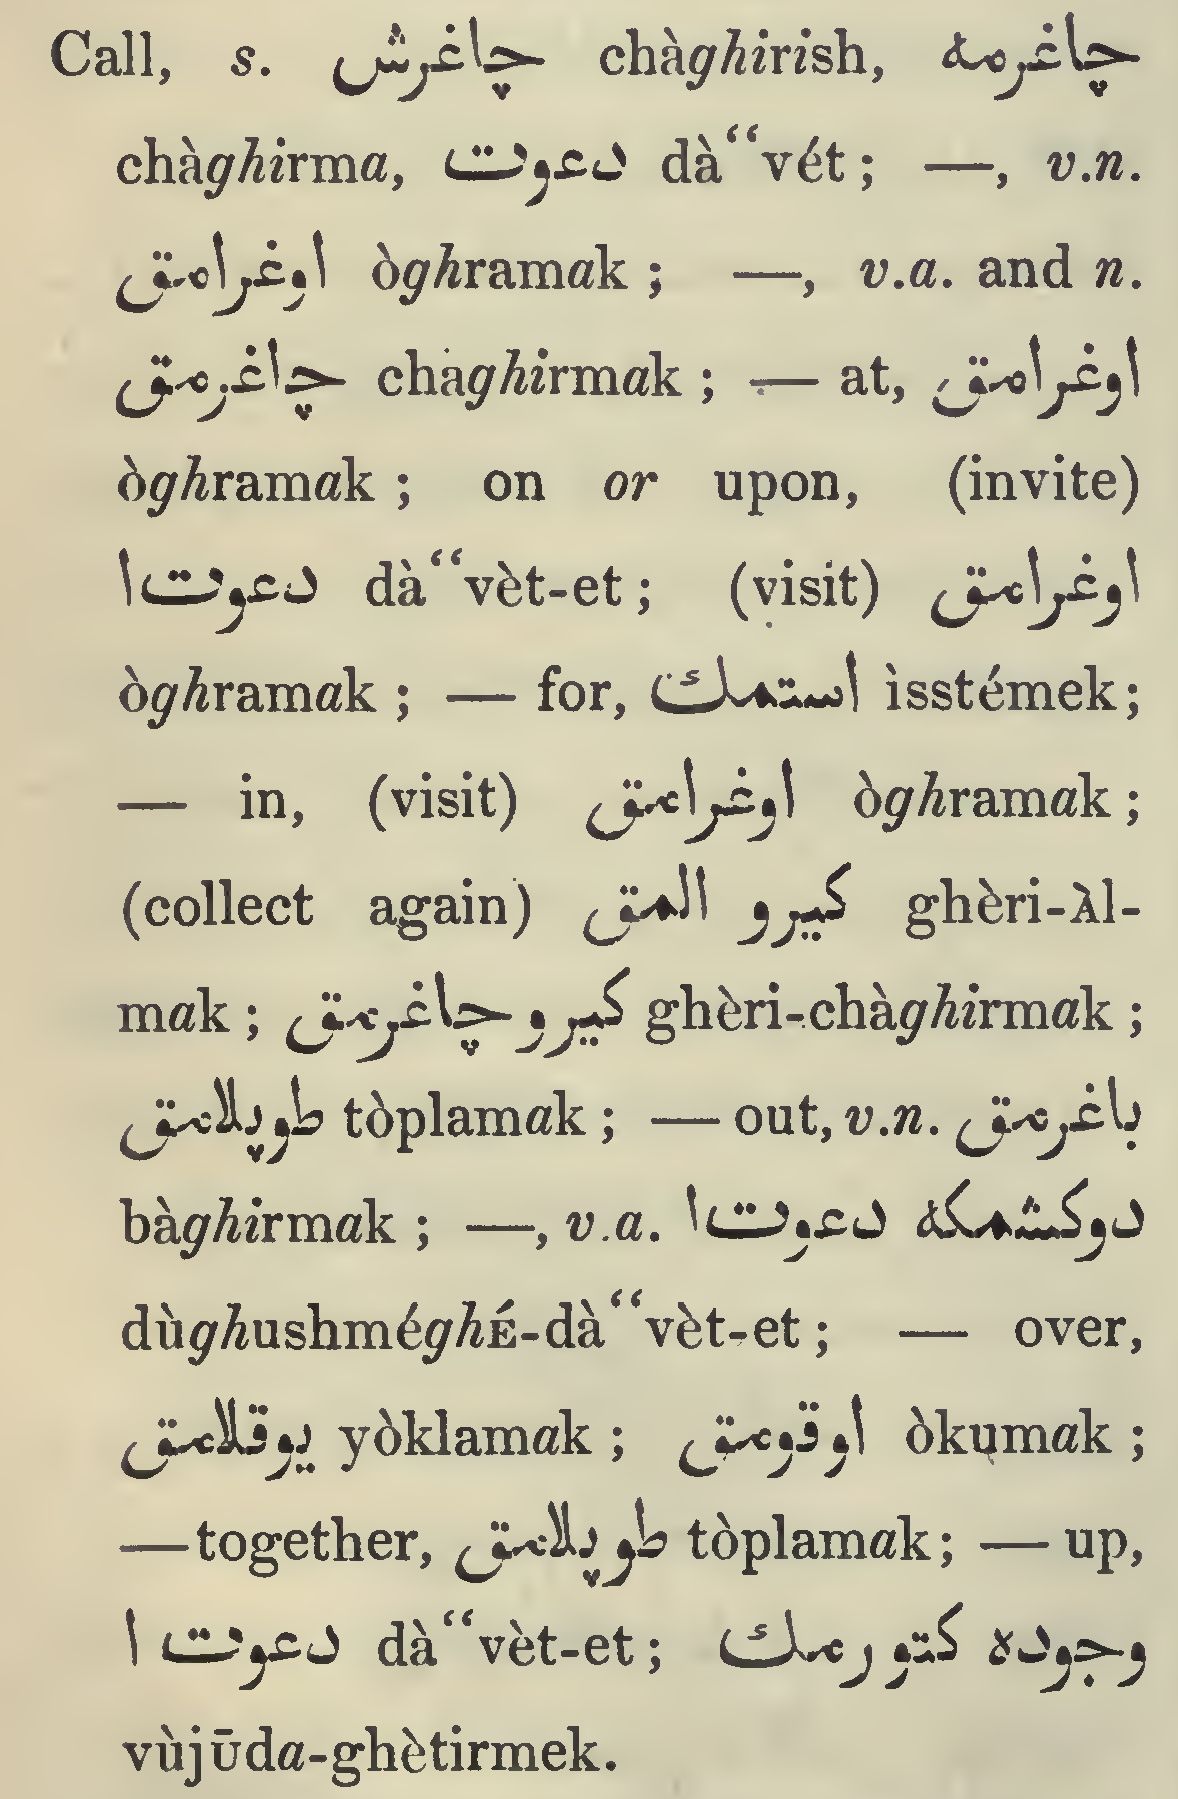 Call, s. چاغرش chàghirish, چاغرمه
chàghirma, دعوت dà“vét; —, v.n.
اوغرامق òghramak; —, v.a. and n.
چاغرمق chàghirmak; — at, اوغرامق
òghramak; on or upon, (invite)
دعوت ا dà“vèt-et; (visit) اوغرامق
òghramak; — for, استمك ìsstémek;
— in, (visit) اوغرامق òghramak;
(collect again) كيرو المق ghèri-àl-
mak; كيرو چاغرمق ghèri-chàghirmak;
طوپلامق tòplamak; — out, v.n. باغرمق
bàghirmak; —, v.a. دوكشمكه دعوت ا
dùghushméghÉ-dà“vèt-et; — over,
يوقلامق yòklamak; اوقومق òkumak;
— together, طوپلامق tòplamak; — up,
دعوت ا dà“vèt-et; وجوده كتورمك
vùjūda-ghètirmek.